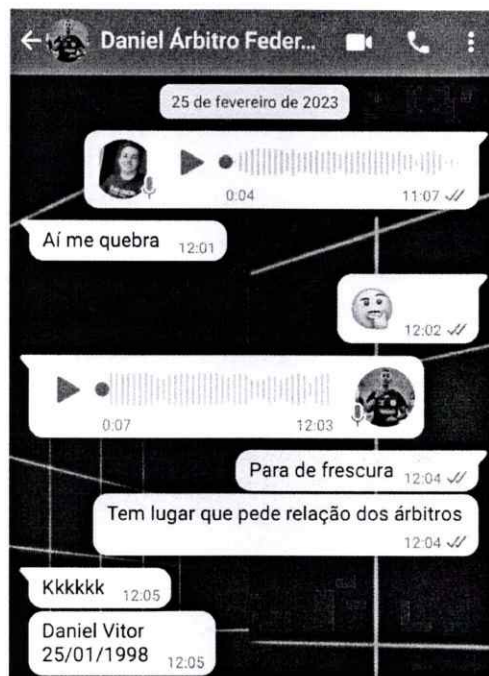 Daniel Árbitro Feder...
25 de fevereiro de 2023
0:04 11:07
Aí me quebra 12:01
12:02
0:07 12:03
Para de frescura 12:04
Tem lugar que pede relação dos árbitros
12:04
Kkkkkk 12:05
Daniel Vitor
25/01/1998 12:05